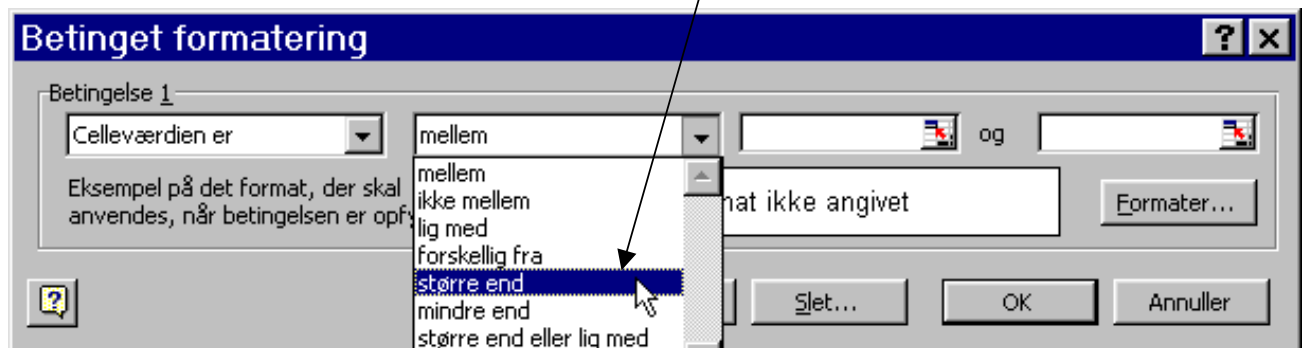 Betinget formatering
Betingelse 1
Celleværdien er
mellem
og
mellem
ikke mellem
lig med
forskellig fra
større end
mindre end
større end eller lig med
Eksempel på det format, der skal
anvendes, når betingelsen er
ikke angivet
Formater...
Slet...
OK
Annuller